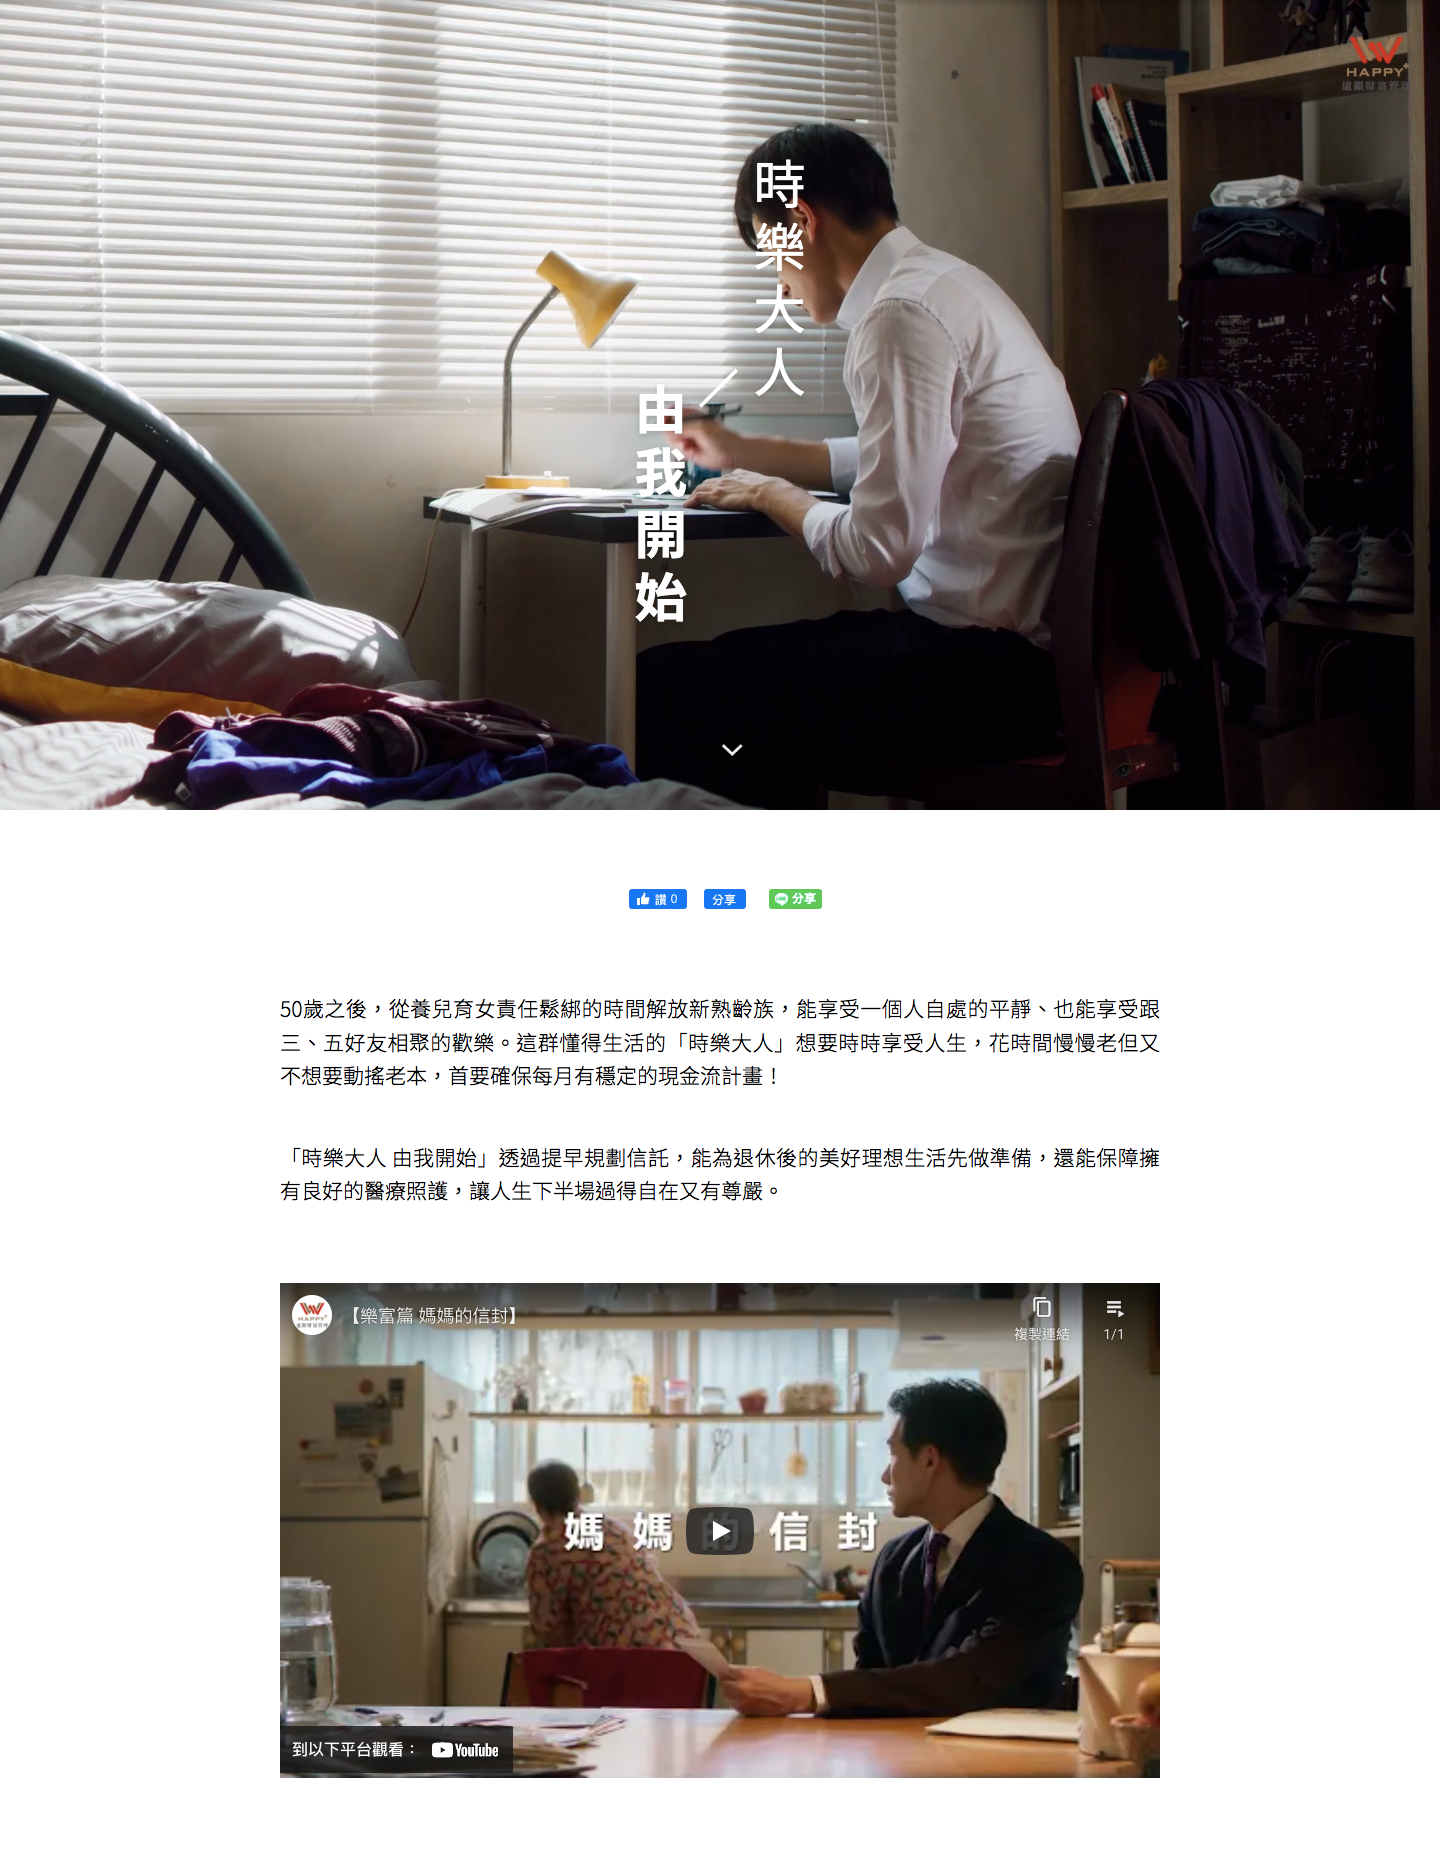 HAPPY+
遠銀財富管理
時樂大人
由我開始
讚 0
分享
分享
50歲之後，從養兒育女責任鬆綁的時間解放新熟齡族，能享受一個人自處的平靜、也能享受跟
三、五好友相聚的歡樂。這群懂得生活的「時樂大人」想要時時享受人生，花時間慢慢老但又
不想要動搖老本，首要確保每月有穩定的現金流計畫！
「時樂大人 由我開始」透過提早規劃信託，能為退休後的美好理想生活先做準備，還能保障擁
有良好的醫療照護，讓人生下半場過得自在又有尊嚴。
HAPPY+
遠銀財富管理
【樂富篇 媽媽的信封】
複製連結
1/1
媽媽的信封
到以下平台觀看：
YouTube